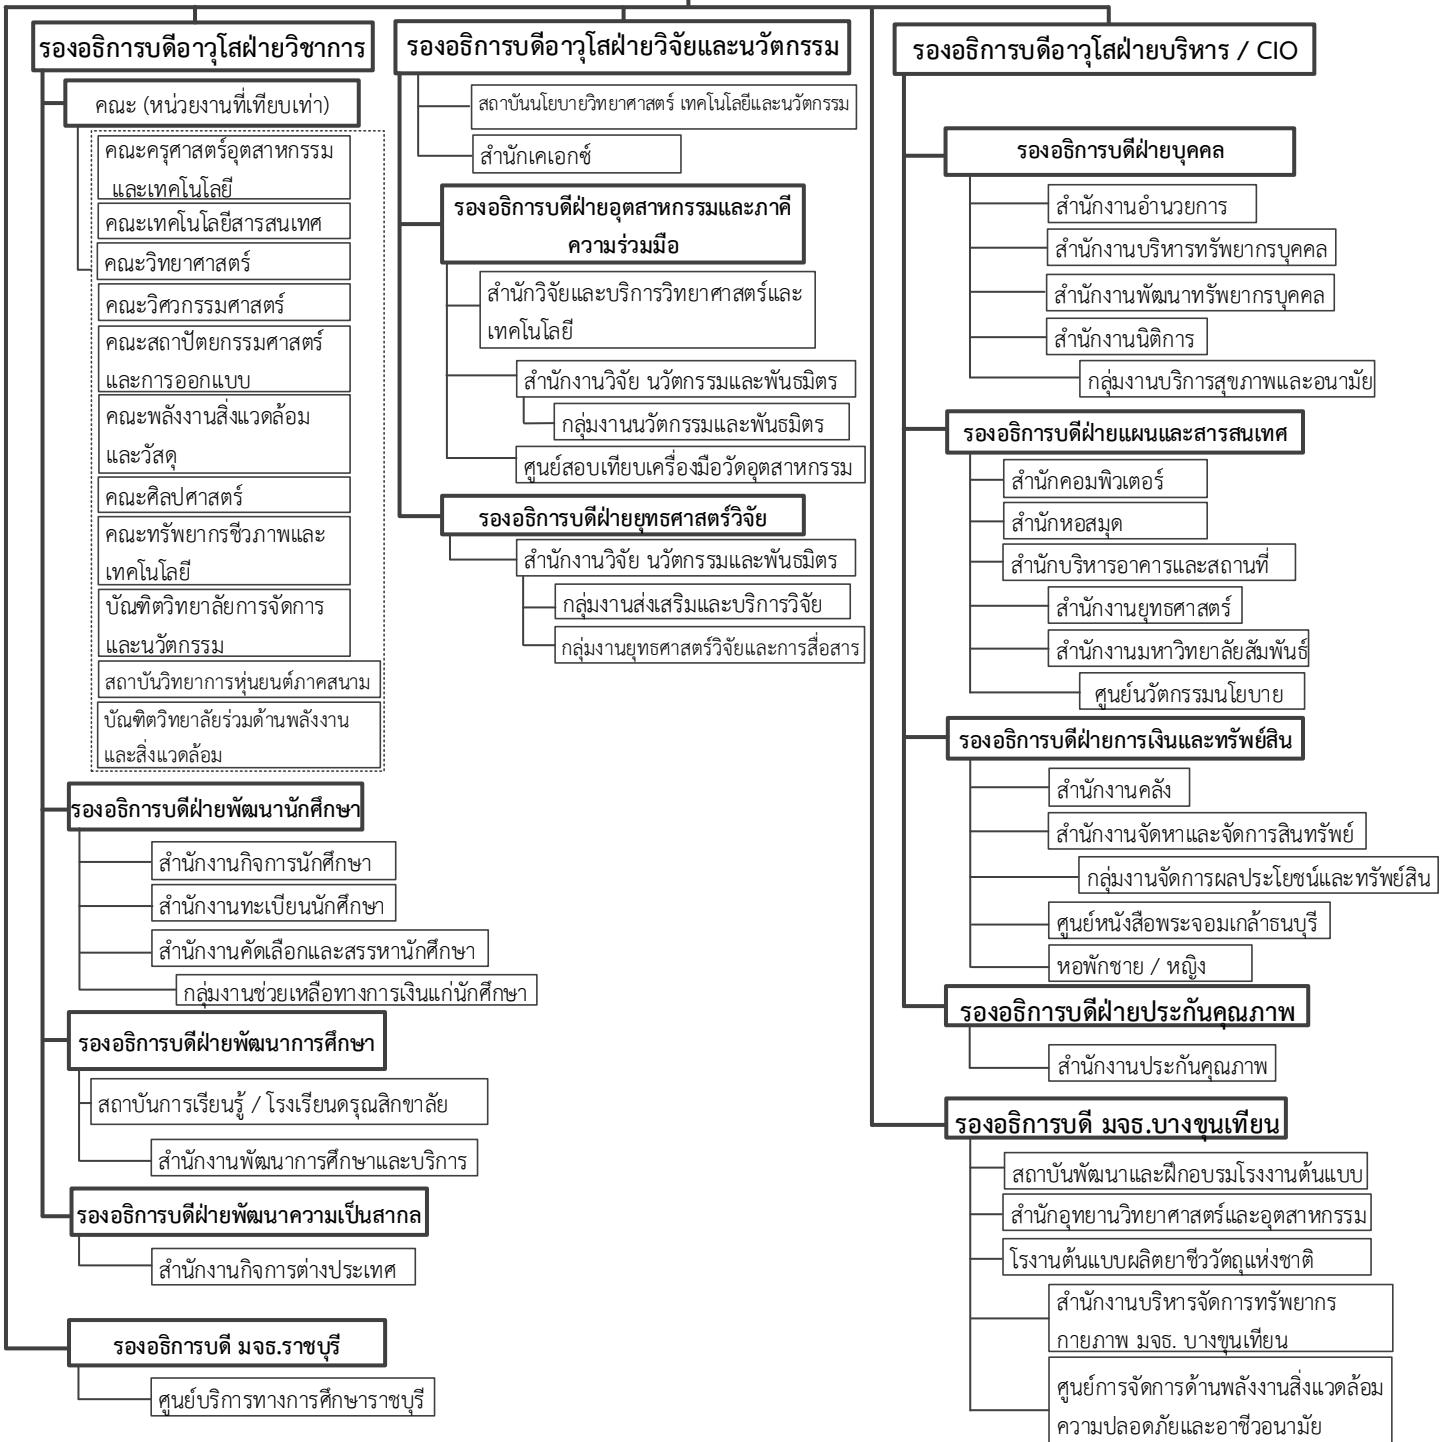 รองอธิการบดีอาวุโสฝ่ายวิชาการ
คณะ (หน่วยงานที่เทียบเท่า)
คณะครุศาสตร์อุตสาหกรรม
และเทคโนโลยี
คณะเทคโนโลยีสารสนเทศ
คณะวิทยาศาสตร์
คณะวิศวกรรมศาสตร์
คณะสถาปัตยกรรมศาสตร์
และการออกแบบ
คณะพลังงานสิ่งแวดล้อม
และวัสดุ
คณะศิลปศาสตร์
คณะทรัพยากรชีวภาพและ
เทคโนโลยี
บัณฑิตวิทยาลัยการจัดการ
และนวัตกรรม
สถาบันวิทยาการหุ่นยนต์ภาคสนาม
บัณฑิตวิทยาลัยร่วมด้านพลังงาน
และสิ่งแวดล้อม
รองอธิการบดีฝ่ายพัฒนานักศึกษา
สำนักงานกิจการนักศึกษา
สำนักงานทะเบียนนักศึกษา
สำนักงานคัดเลือกและสรรหานักศึกษา
กลุ่มงานช่วยเหลือทางการเงินแก่นักศึกษา
รองอธิการบดีฝ่ายพัฒนาการศึกษา
สถาบันการเรียนรู้ / โรงเรียนดรุณสิกขาลัย
สำนักงานพัฒนาการศึกษาและบริการ
รองอธิการบดีฝ่ายพัฒนาความเป็นสากล
สำนักงานกิจการต่างประเทศ
รองอธิการบดี มจธ.ราชบุรี
ศูนย์บริการทางการศึกษาราชบุรี
รองอธิการบดีอาวุโสฝ่ายวิจัยและนวัตกรรม
สถาบันนโยบายวิทยาศาสตร์ เทคโนโลยีและนวัตกรรม
สำนักเคเอกซ์
รองอธิการบดีฝ่ายอุตสาหกรรมและภาคี
ความร่วมมือ
สำนักวิจัยและบริการวิทยาศาสตร์และ
เทคโนโลยี
สำนักงานวิจัย นวัตกรรมและพันธมิตร
กลุ่มงานนวัตกรรมและพันธมิตร
ศูนย์สอบเทียบเครื่องมือวัดอุตสาหกรรม
รองอธิการบดีฝ่ายยุทธศาสตร์วิจัย
สำนักงานวิจัย นวัตกรรมและพันธมิตร
กลุ่มงานส่งเสริมและบริการวิจัย
กลุ่มงานยุทธศาสตร์วิจัยและการสื่อสาร
รองอธิการบดีอาวุโสฝ่ายบริหาร / CIO
รองอธิการบดีฝ่ายบุคคล
สำนักงานอำนวยการ
สำนักงานบริหารทรัพยากรบุคคล
สำนักงานพัฒนาทรัพยากรบุคคล
สำนักงานนิติการ
กลุ่มงานบริการสุขภาพและอนามัย
รองอธิการบดีฝ่ายแผนและสารสนเทศ
สำนักคอมพิวเตอร์
สำนักหอสมุด
สำนักบริหารอาคารและสถานที่
สำนักงานยุทธศาสตร์
สำนักงานมหาวิทยาลัยสัมพันธ์
ศูนย์นวัตกรรมนโยบาย
รองอธิการบดีฝ่ายการเงินและทรัพย์สิน
สำนักงานคลัง
สำนักงานจัดหาและจัดการสินทรัพย์
กลุ่มงานจัดการผลประโยชน์และทรัพย์สิน
ศูนย์หนังสือพระจอมเกล้าธนบุรี
หอพักชาย / หญิง
รองอธิการบดีฝ่ายประกันคุณภาพ
สำนักงานประกันคุณภาพ
รองอธิการบดี มจธ.บางขุนเทียน
สถาบันพัฒนาและฝึกอบรมโรงงานต้นแบบ
สำนักอุทยานวิทยาศาสตร์และอุตสาหกรรม
โรงานต้นแบบผลิตยาชีววัตถุแห่งชาติ
สำนักงานบริหารจัดการทรัพยากร
กายภาพ มจธ. บางขุนเทียน
ศูนย์การจัดการด้านพลังงานสิ่งแวดล้อม
ความปลอดภัยและอาชีวอนามัย